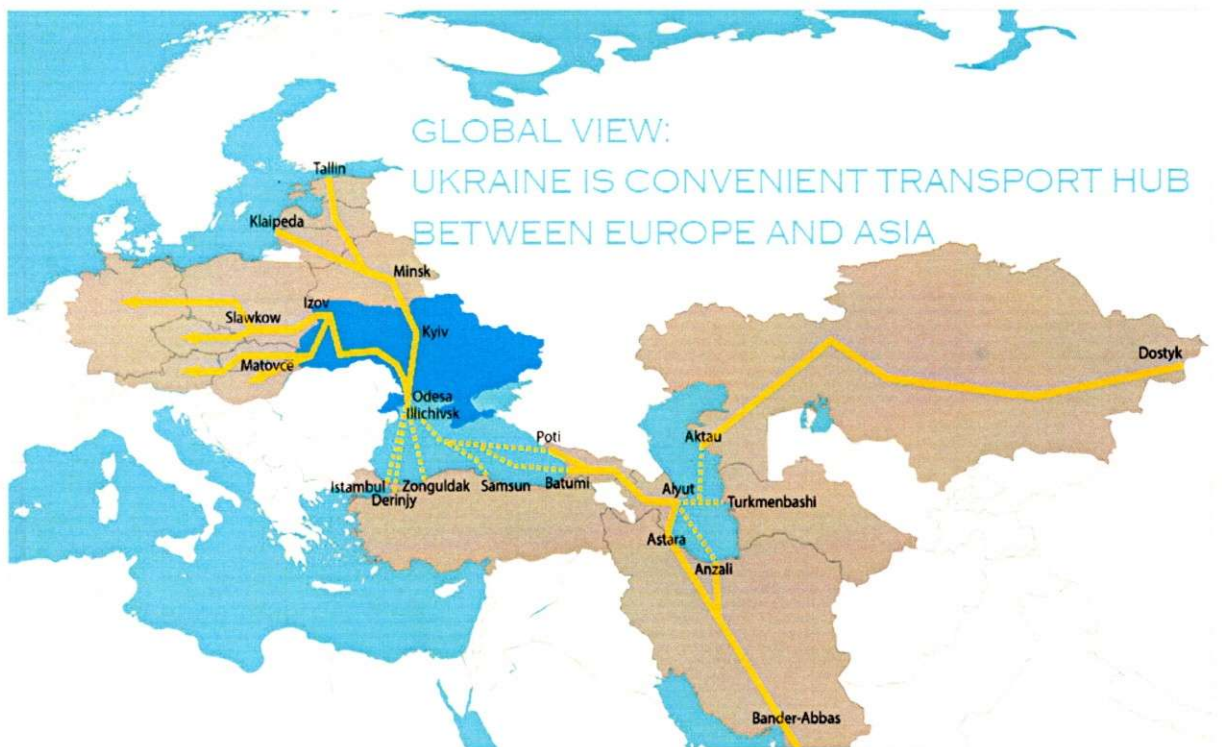 GLOBAL VIEW:
UKRAINE IS CONVENIENT TRANSPORT HUB
BETWEEN EUROPE AND ASIA
Tallin
Klaipeda
Minsk
Izov
Slawkow
Kyiv
Matovce
Dostyk
Odesa
Illichivsk
Poti
Aktau
Istambul
Zonguldak
Samsun
Batumi
Alyut
Turkmenbashi
Derinjy
Astara
Anzali
Bander-Abbas